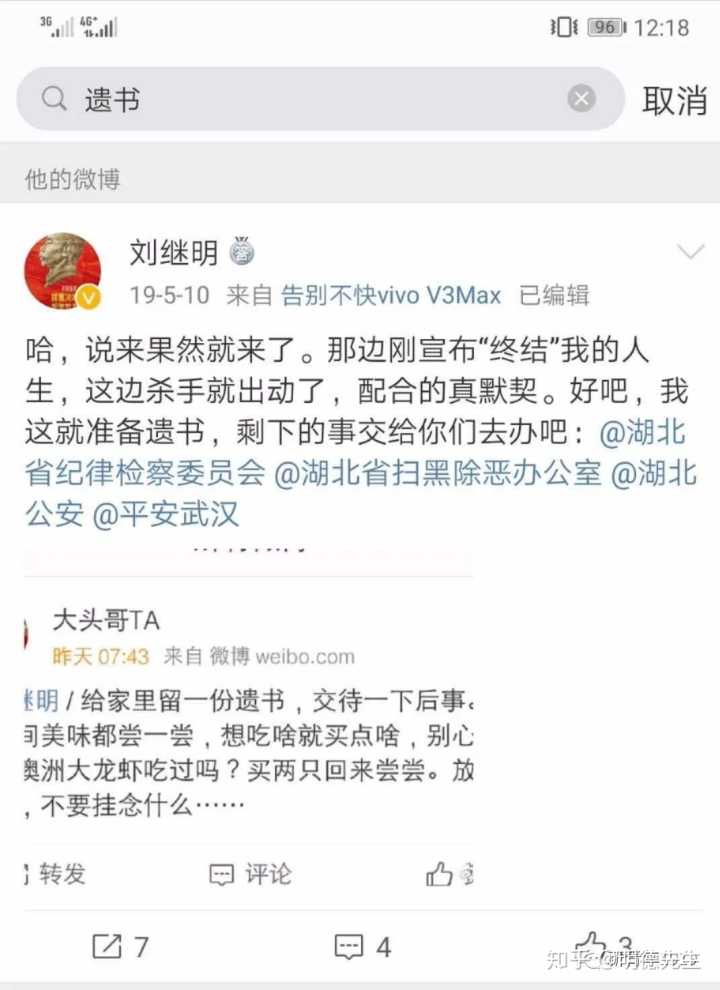 3G 4G+ 96 12:18
遗书 取消
他的微博
刘继明
19-5-10 来自 告别不快vivo V3Max 已编辑
哈，说来果然就来了。那边刚宣布“终结”我的人
生，这边杀手就出动了，配合的真默契。好吧，我
这就准备遗书，剩下的事交给你们去办吧：@湖北
省纪律检察委员会 @湖北省扫黑除恶办公室 @湖北
公安 @平安武汉
大头哥TA
昨天 07:43 来自 微博 weibo.com
继明 / 给家里留一份遗书，交待一下后事。
间美味都尝一尝，想吃啥就买点啥，别心
澳洲大龙虾吃过吗？买两只回来尝尝。放
，不要挂念什么……
转发 评论
7 4 3
知乎 @明德先生